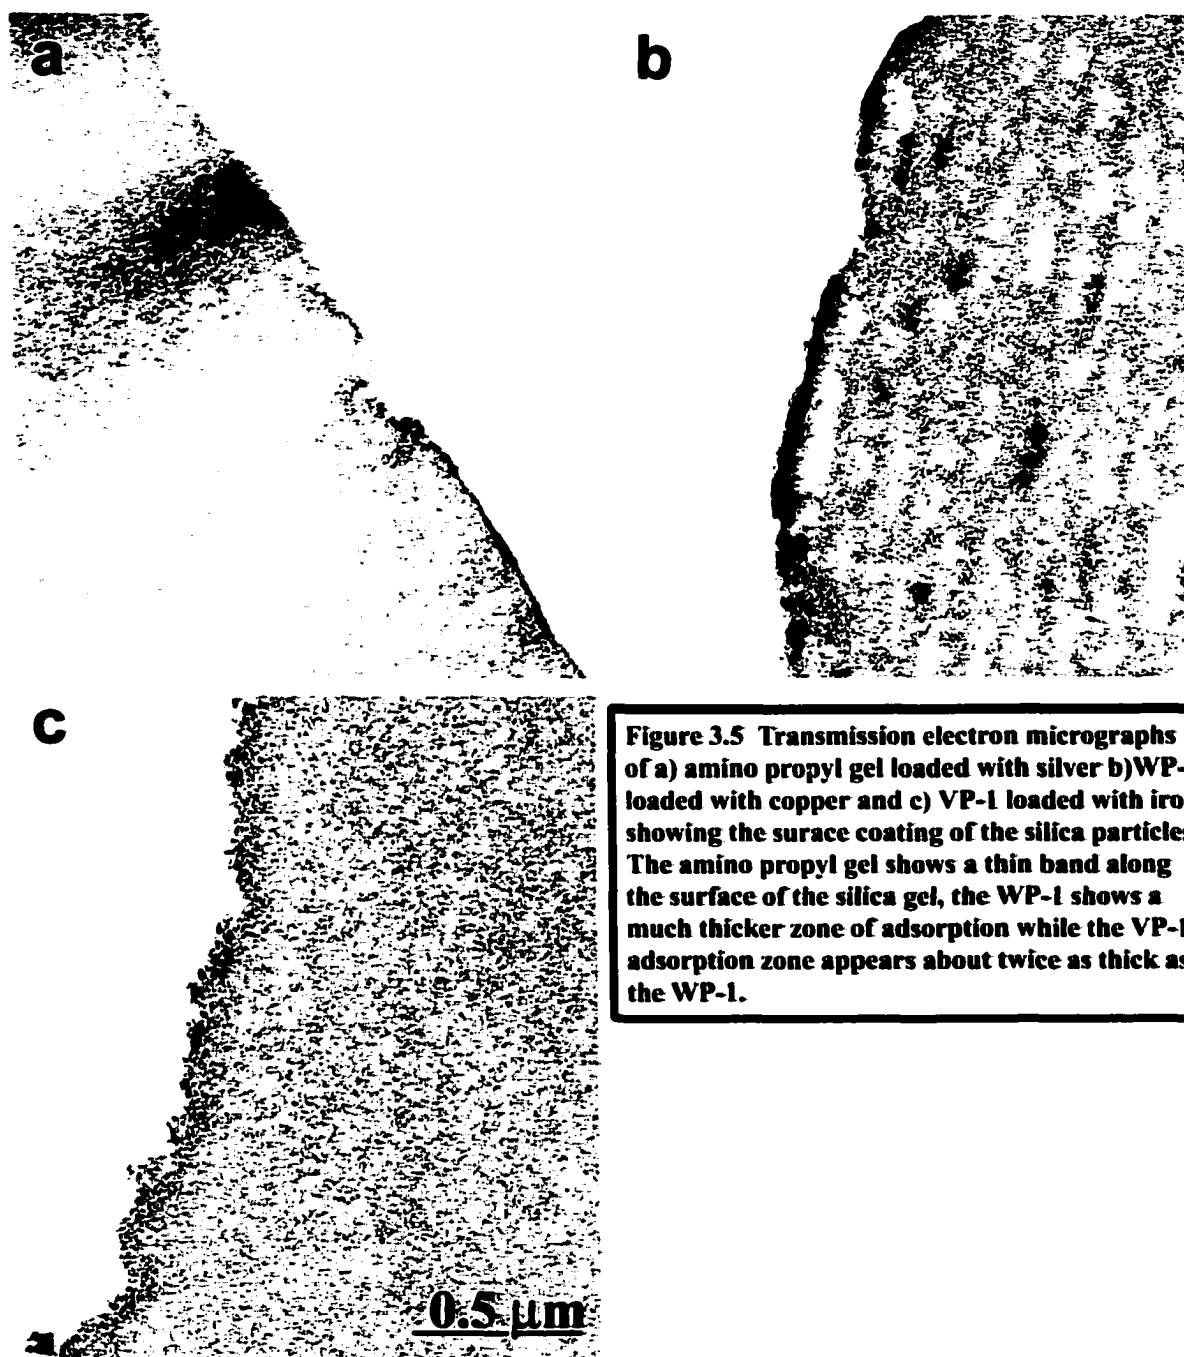 a
b
c
0.5 µm
Figure 3.5 Transmission electron micrographs
of a) amino propyl gel loaded with silver b)WP-
loaded with copper and c) VP-1 loaded with iro
showing the surace coating of the silica particles
The amino propyl gel shows a thin band along
the surface of the silica gel, the WP-1 shows a
much thicker zone of adsorption while the VP-1
adsorption zone appears about twice as thick as
the WP-1.